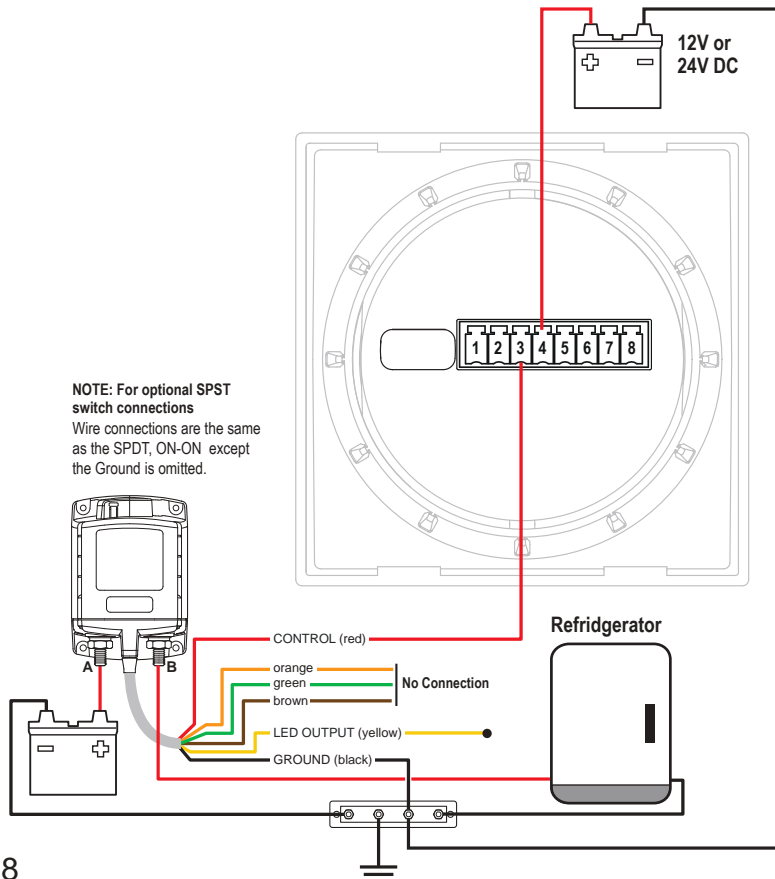 12V or
24V DC
1 2 3 4 5 6 7 8
NOTE: For optional SPST
switch connections
Wire connections are the same
as the SPDT, ON-ON except
the Ground is omitted.
A
B
CONTROL (red)
orange
green
brown
No Connection
LED OUTPUT (yellow)
GROUND (black)
Refridgerator
8